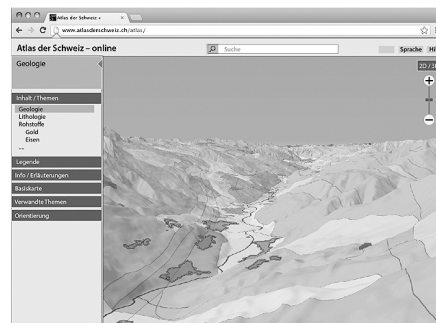 Atlas der Schweiz «
www.atlasderschweiz.ch/atlas/
Atlas der Schweiz – online
Suche
Sprache
Geologie
2D / 3D
Inhalt / Themen
Geologie
Lithologie
Rohstoffe
Gold
Eisen
...
Legende
Info / Erläuterungen
Basiskarte
Verwandte Themen
Orientierung